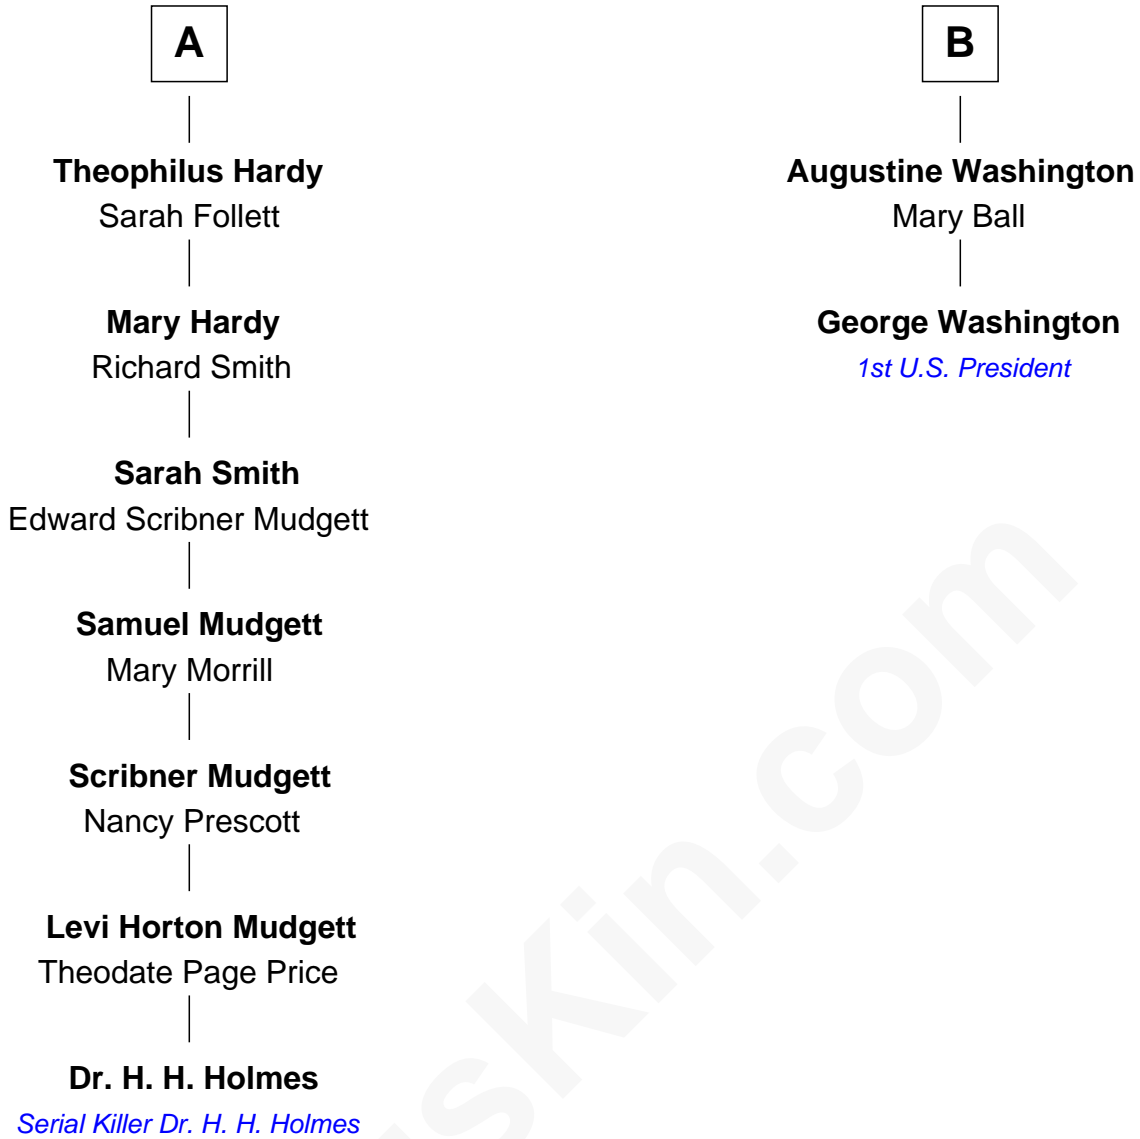 A
Theophilus Hardy
Sarah Follett
Mary Hardy
Richard Smith
Sarah Smith
Edward Scribner Mudgett
Samuel Mudgett
Mary Morrill
Scribner Mudgett
Nancy Prescott
Levi Horton Mudgett
Theodate Page Price
Dr. H. H. Holmes
Serial Killer Dr. H. H. Holmes
B
Augustine Washington
Mary Ball
George Washington
1st U.S. President
usKin.com